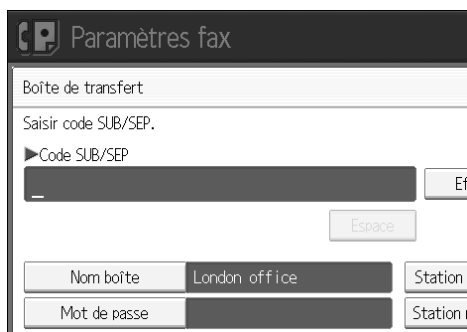 Paramètres fax
Boîte de transfert
Saisir code SUB/SEP.
▶Code SUB/SEP
Espace
Nom boîte London office Station
Mot de passe Station